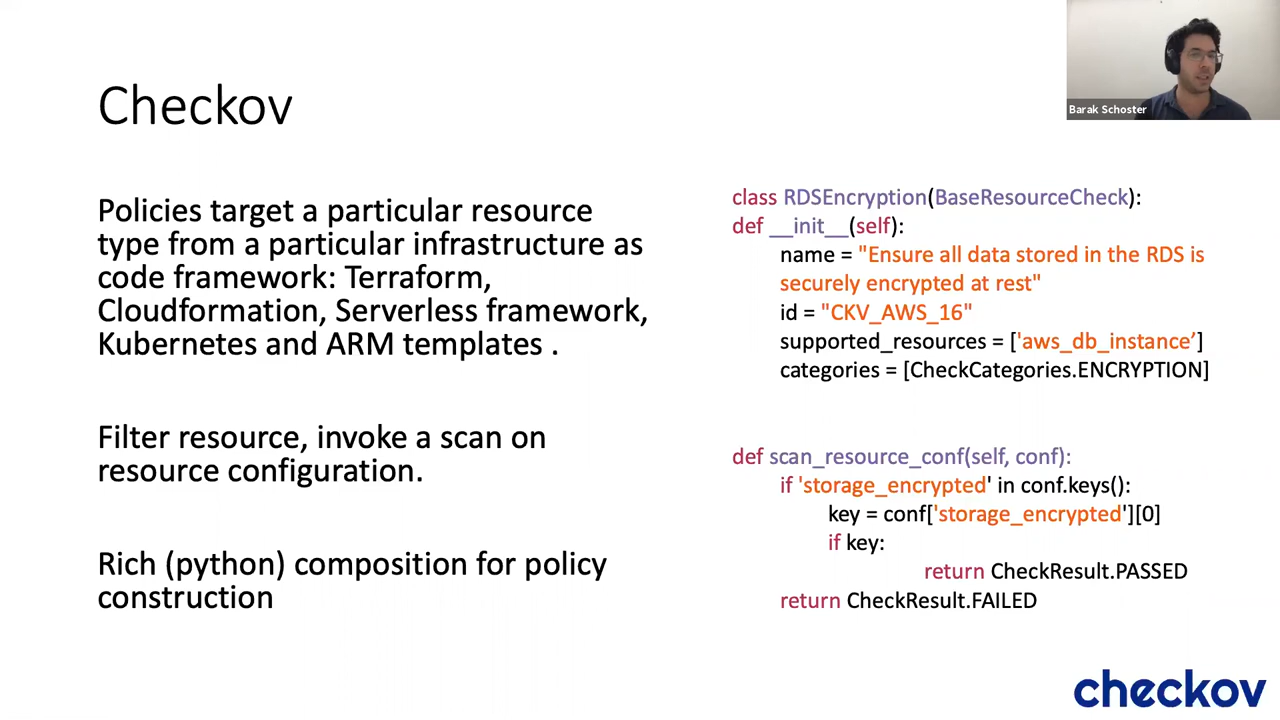 Checkov
Barak Schoster
Policies target a particular resource
type from a particular infrastructure as
code framework: Terraform,
Cloudformation, Serverless framework,
Kubernetes and ARM templates .
Filter resource, invoke a scan on
resource configuration.
Rich (python) composition for policy
construction
class RDSEncryption(BaseResourceCheck):
def __init__(self):
name = "Ensure all data stored in the RDS is
securely encrypted at rest"
id = "CKV_AWS_16"
supported_resources = ['aws_db_instance’]
categories = [CheckCategories.ENCRYPTION]
def scan_resource_conf(self, conf):
if 'storage_encrypted' in conf.keys():
key = conf['storage_encrypted'][0]
if key:
return CheckResult.PASSED
return CheckResult.FAILED
checkov